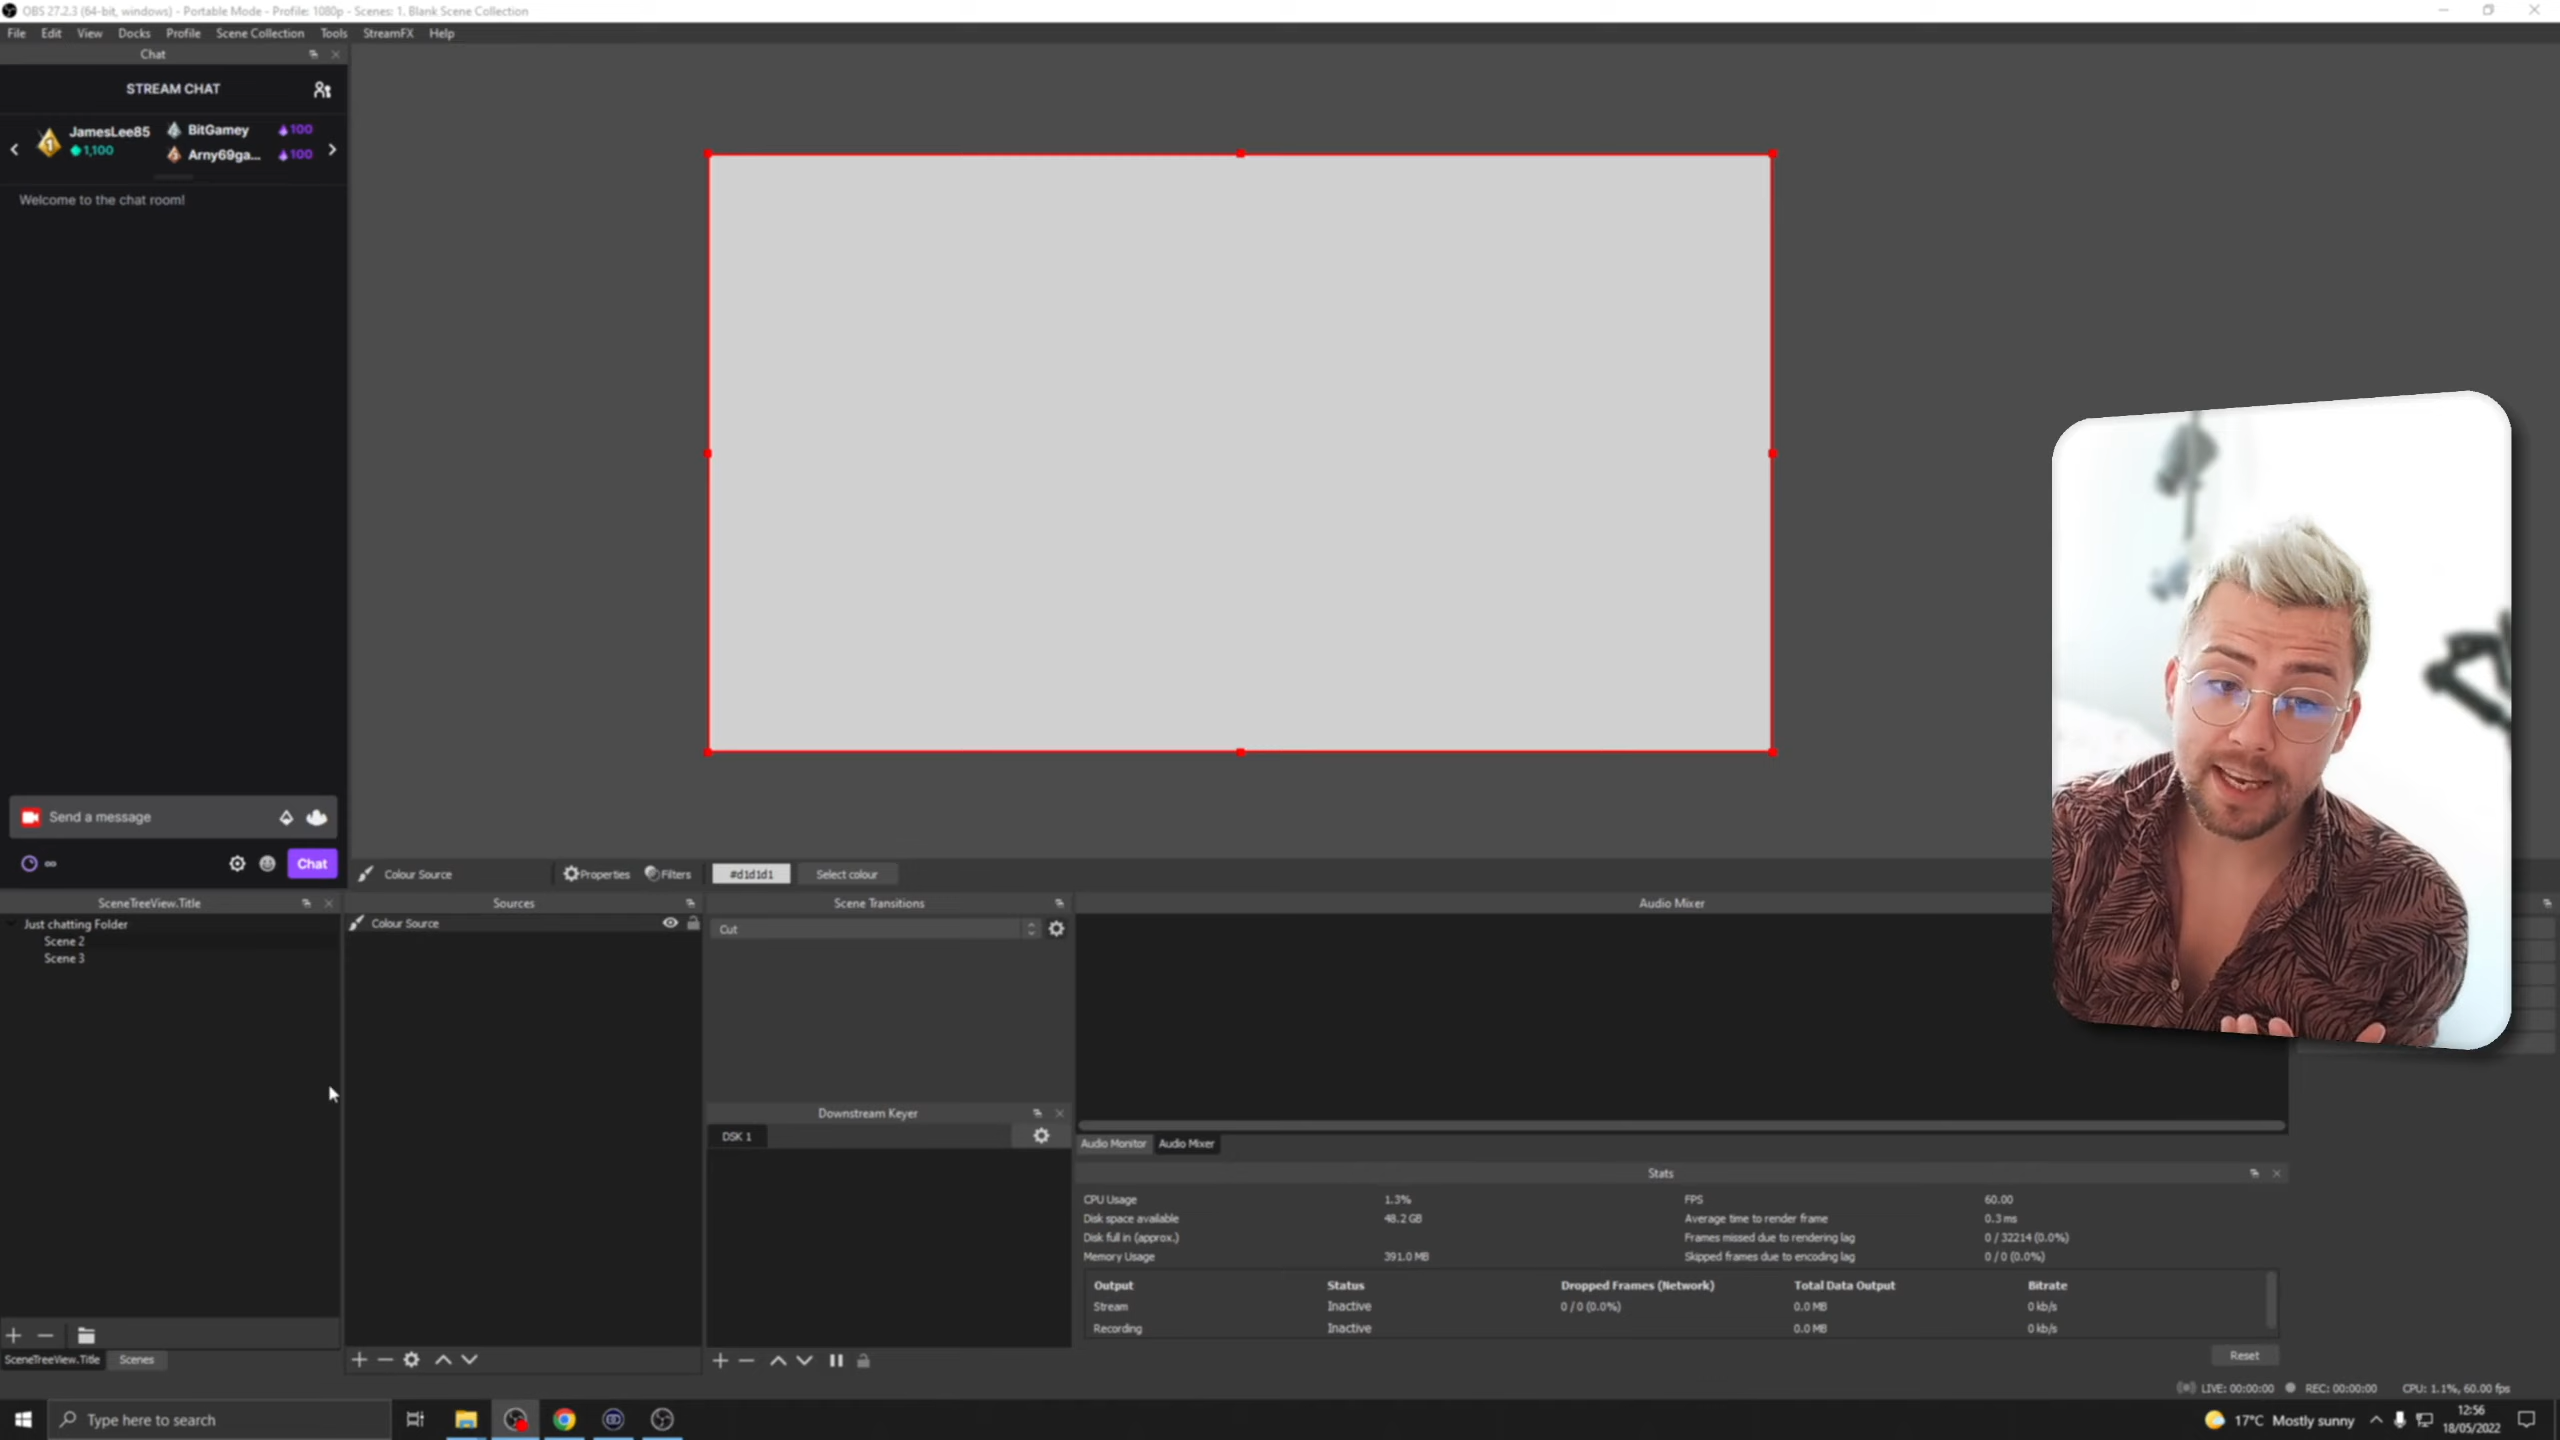 OBS 27.2.3 (64-bit, windows) - Portable Mode - Profile: 1080p - Scenes: 1. Blank Scene Collection
File Edit View Docks Profile Scene Collection Tools StreamFX Help
Chat
STREAM CHAT
1
JamesLee85
1,100
BitGamey
100
Arny69ga...
100
Welcome to the chat room!
Send a message
Chat
Colour Source
Properties
Filters
#d1d1d1
Select colour
SceneTreeView.Title
Just chatting Folder
Scene 2
Scene 3
SceneTreeView.Title
Scenes
Sources
Colour Source
Scene Transitions
Cut
Downstream Keyer
DSK 1
Audio Mixer
Audio Monitor
Audio Mixer
Stats
CPU Usage 1.3% FPS 60.00
Disk space available 48.2 GB Average time to render frame 0.3 ms
Disk full in (approx.) Frames missed due to rendering lag 0 / 32214 (0.0%)
Memory Usage 391.0 MB Skipped frames due to encoding lag 0 / 0 (0.0%)
Output Status Dropped Frames (Network) Total Data Output Bitrate
Stream Inactive 0 / 0 (0.0%) 0.0 MB 0 kb/s
Recording Inactive 0.0 MB 0 kb/s
Reset
LIVE: 00:00:00 REC: 00:00:00 CPU: 1.1%, 60.00 fps
Type here to search
17°C Mostly sunny
12:56
18/05/2022